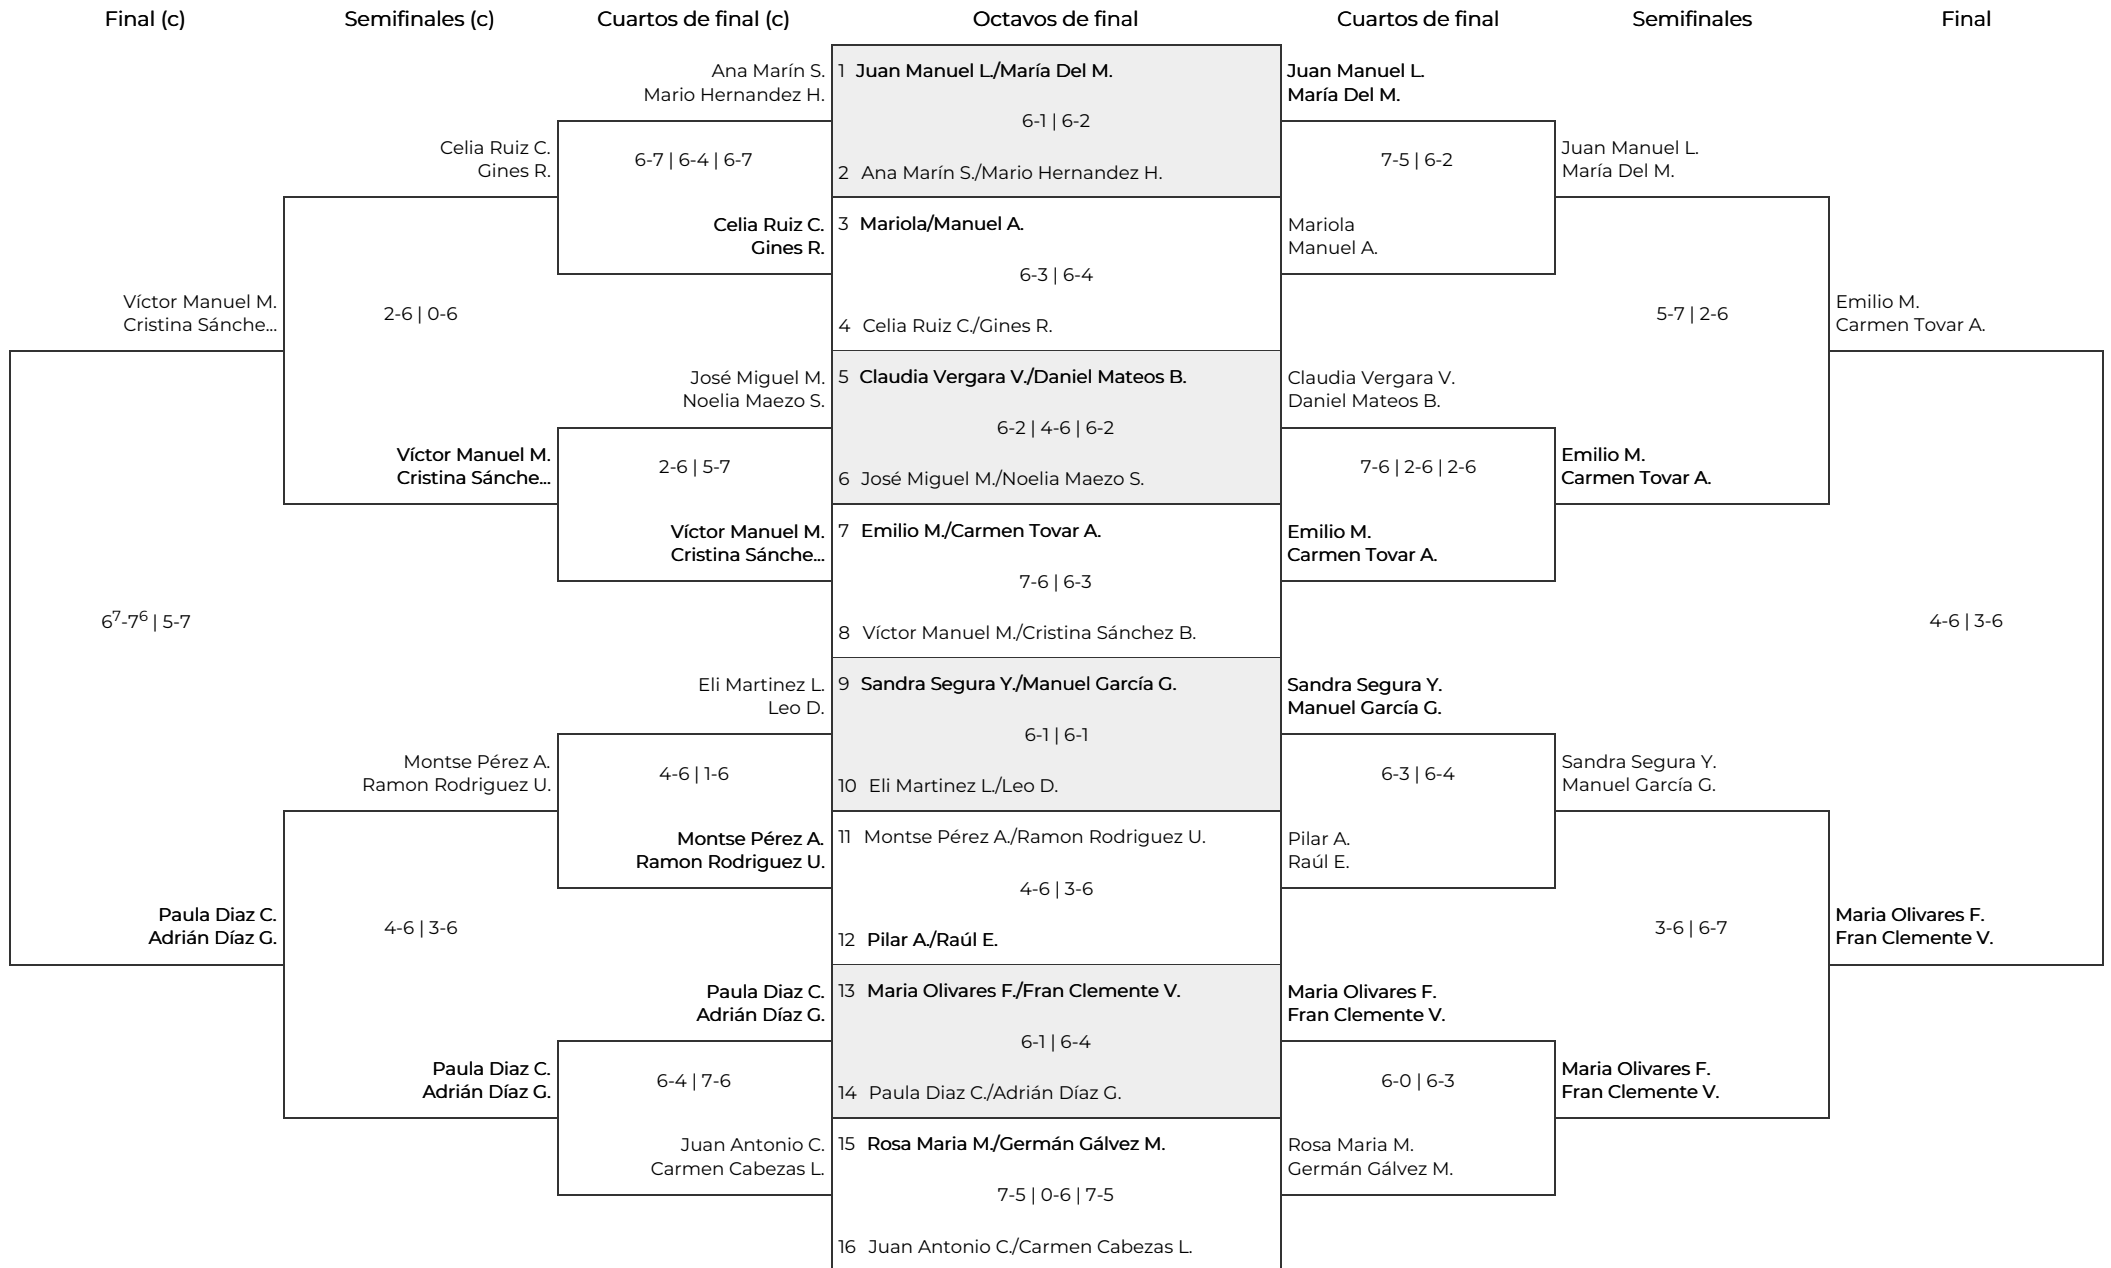 Final (c)
Semifinales (c)
Cuartos de final (c)
Octavos de final
Cuartos de final
Semifinales
Final
Víctor Manuel M.
Cristina Sánche...
6⁷-7⁶ | 5-7
Paula Diaz C.
Adrián Díaz G.
Celia Ruiz C.
Gines R.
2-6 | 0-6
Víctor Manuel M.
Cristina Sánche...
Montse Pérez A.
Ramon Rodriguez U.
4-6 | 3-6
Paula Diaz C.
Adrián Díaz G.
Ana Marín S.
Mario Hernandez H.
6-7 | 6-4 | 6-7
Celia Ruiz C.
Gines R.
José Miguel M.
Noelia Maezo S.
2-6 | 5-7
Víctor Manuel M.
Cristina Sánche...
Eli Martinez L.
Leo D.
4-6 | 1-6
Montse Pérez A.
Ramon Rodriguez U.
Paula Diaz C.
Adrián Díaz G.
6-4 | 7-6
Juan Antonio C.
Carmen Cabezas L.
1 Juan Manuel L./María Del M.
6-1 | 6-2
2 Ana Marín S./Mario Hernandez H.
3 Mariola/Manuel A.
6-3 | 6-4
4 Celia Ruiz C./Gines R.
5 Claudia Vergara V./Daniel Mateos B.
6-2 | 4-6 | 6-2
6 José Miguel M./Noelia Maezo S.
7 Emilio M./Carmen Tovar A.
7-6 | 6-3
8 Víctor Manuel M./Cristina Sánchez B.
9 Sandra Segura Y./Manuel García G.
6-1 | 6-1
10 Eli Martinez L./Leo D.
11 Montse Pérez A./Ramon Rodriguez U.
4-6 | 3-6
12 Pilar A./Raúl E.
13 Maria Olivares F./Fran Clemente V.
6-1 | 6-4
14 Paula Diaz C./Adrián Díaz G.
15 Rosa Maria M./Germán Gálvez M.
7-5 | 0-6 | 7-5
16 Juan Antonio C./Carmen Cabezas L.
Juan Manuel L.
María Del M.
7-5 | 6-2
Mariola
Manuel A.
Claudia Vergara V.
Daniel Mateos B.
7-6 | 2-6 | 2-6
Emilio M.
Carmen Tovar A.
Sandra Segura Y.
Manuel García G.
6-3 | 6-4
Pilar A.
Raúl E.
Maria Olivares F.
Fran Clemente V.
6-0 | 6-3
Rosa Maria M.
Germán Gálvez M.
Juan Manuel L.
María Del M.
5-7 | 2-6
Emilio M.
Carmen Tovar A.
Sandra Segura Y.
Manuel García G.
3-6 | 6-7
Maria Olivares F.
Fran Clemente V.
Emilio M.
Carmen Tovar A.
4-6 | 3-6
Maria Olivares F.
Fran Clemente V.